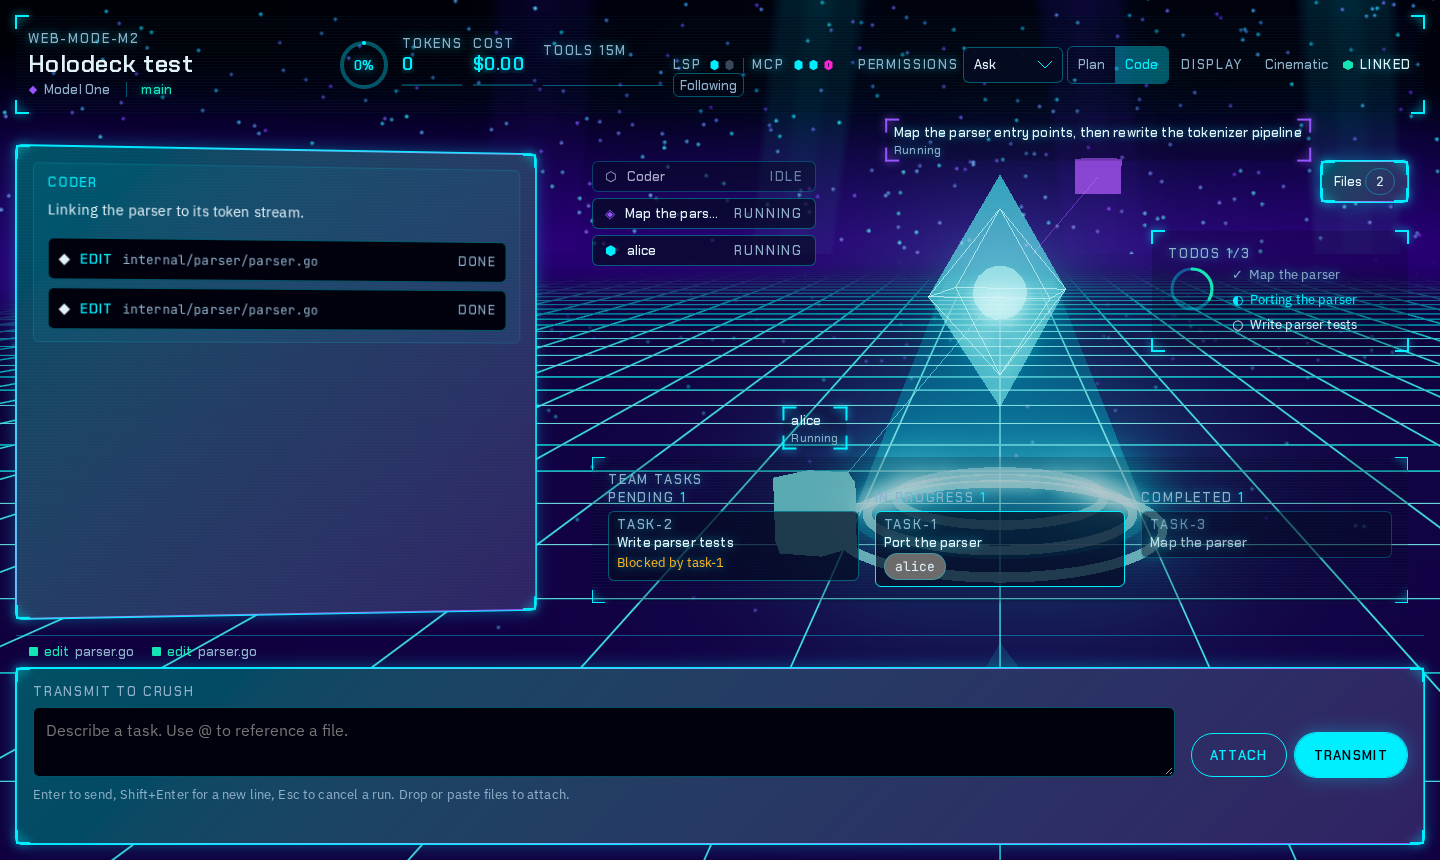 WEB-MODE-M2
Holodeck test
Model One
main
0%
TOKENS
0
COST
$0.00
TOOLS 15M
LSP
MCP
Following
PERMISSIONS
Ask
Plan
Code
DISPLAY
Cinematic
LINKED
Map the parser entry points, then rewrite the tokenizer pipeline
Running
CODER
Linking the parser to its token stream.
EDIT internal/parser/parser.go DONE
EDIT internal/parser/parser.go DONE
Coder IDLE
Map the pars... RUNNING
alice RUNNING
Files 2
TODOS 1/3
✓ Map the parser
Porting the parser
Write parser tests
alice
Running
TEAM TASKS
PENDING 1
TASK-2
Write parser tests
Blocked by task-1
IN PROGRESS 1
TASK-1
Port the parser
alice
COMPLETED 1
TASK-3
Map the parser
edit parser.go
edit parser.go
TRANSMIT TO CRUSH
Describe a task. Use @ to reference a file.
ATTACH
TRANSMIT
Enter to send, Shift+Enter for a new line, Esc to cancel a run. Drop or paste files to attach.